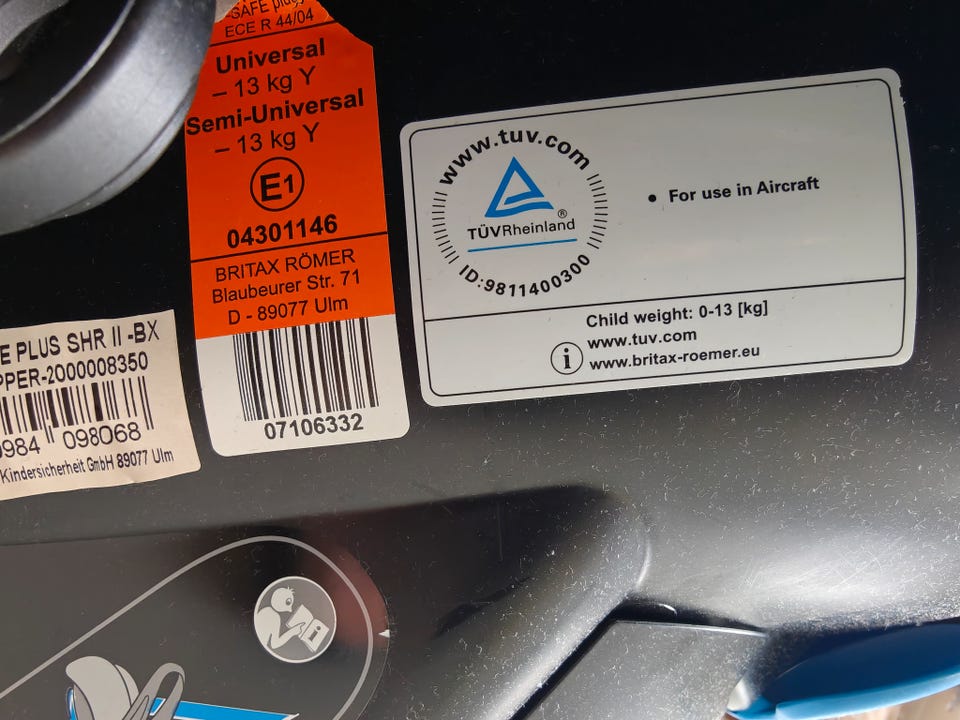 -SAFE plus
ECE R 44/04
Universal
– 13 kg Y
Semi-Universal
– 13 kg Y
E1
04301146
BRITAX RÖMER
Blaubeurer Str. 71
D - 89077 Ulm
07106332
E PLUS SHR II -BX
PPER-2000008350
0984 098068
Kindersicherheit GmbH 89077 Ulm
www.tuv.com
TÜVRheinland ®
ID:9811400300
• For use in Aircraft
Child weight: 0-13 [kg]
www.tuv.com
i www.britax-roemer.eu
i